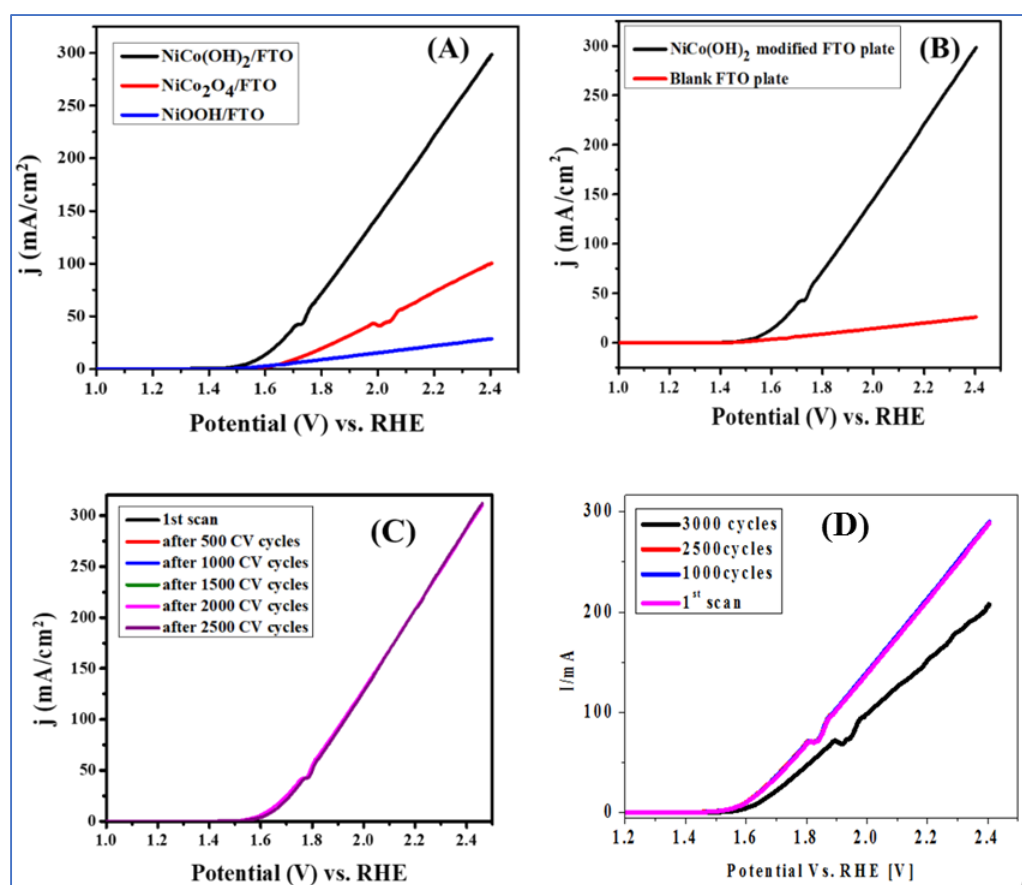 (A)
NiCo(OH)2/FTO
NiCo2O4/FTO
NiOOH/FTO
j (mA/cm2)
300
250
200
150
100
50
0
1.0 1.2 1.4 1.6 1.8 2.0 2.2 2.4
Potential (V) vs. RHE
(B)
NiCo(OH)2 modified FTO plate
Blank FTO plate
j (mA/cm2)
300
250
200
150
100
50
0
1.0 1.2 1.4 1.6 1.8 2.0 2.2 2.4
Potential (V) vs. RHE
(C)
1st scan
after 500 CV cycles
after 1000 CV cycles
after 1500 CV cycles
after 2000 CV cycles
after 2500 CV cycles
j (mA/cm2)
300
250
200
150
100
50
0
1.0 1.2 1.4 1.6 1.8 2.0 2.2 2.4
Potential (V) vs. RHE
(D)
3000 cycles
2500cycles
1000cycles
1st scan
I/mA
300
200
100
0
1.2 1.4 1.6 1.8 2.0 2.2 2.4
Potential Vs. RHE [V]